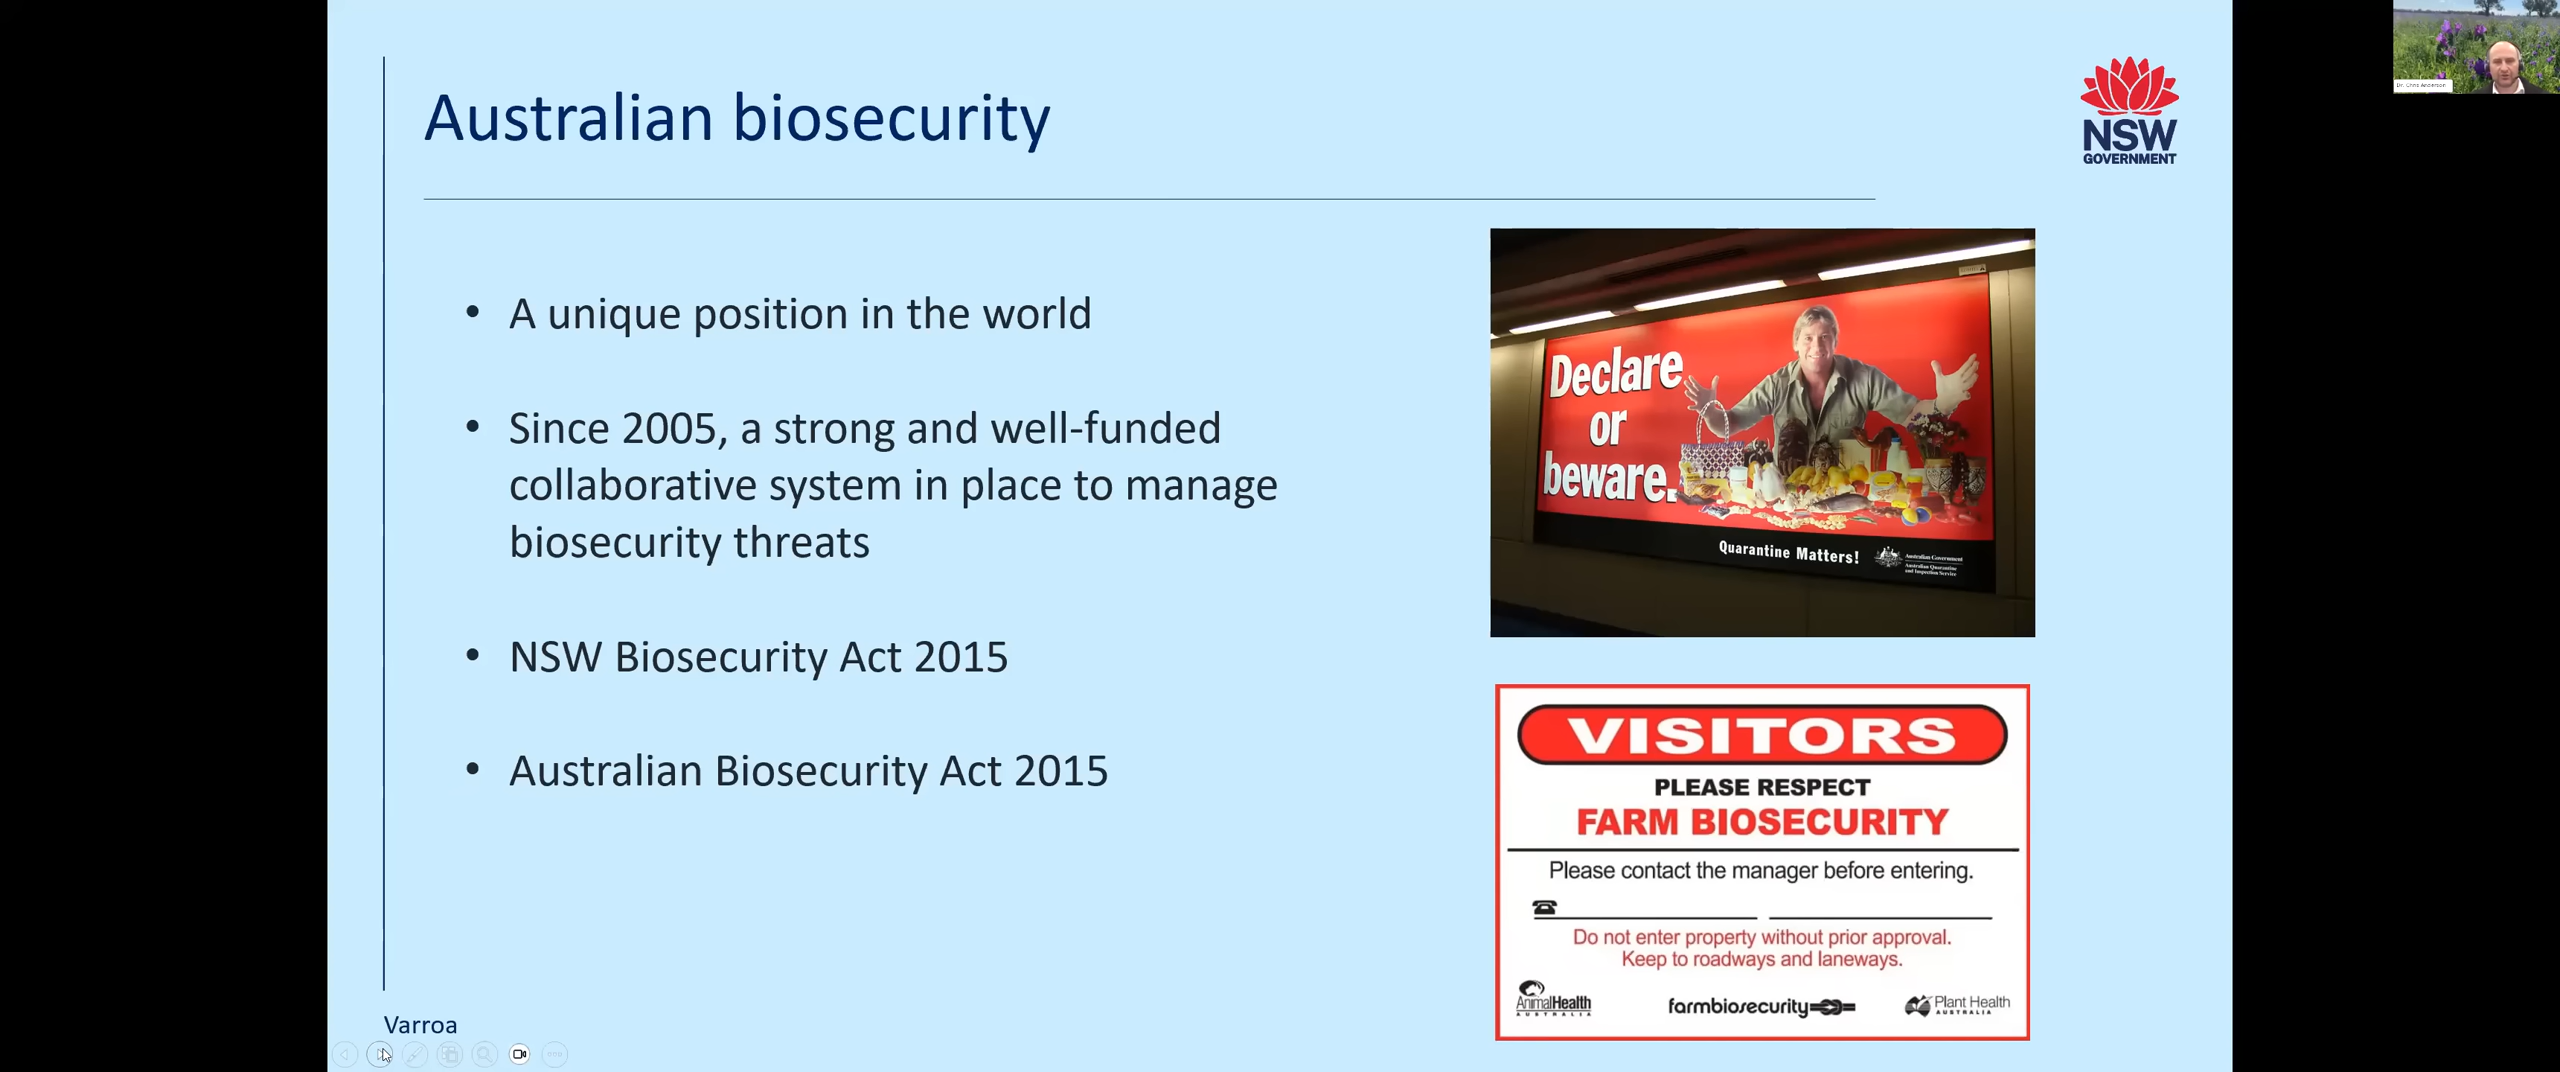 Australian biosecurity
NSW
GOVERNMENT
• A unique position in the world
• Since 2005, a strong and well-funded
collaborative system in place to manage
biosecurity threats
• NSW Biosecurity Act 2015
• Australian Biosecurity Act 2015
Declare
or
beware.
Quarantine Matters!
Australian Government
Australian Quarantine
and Inspection Service
VISITORS
PLEASE RESPECT
FARM BIOSECURITY
Please contact the manager before entering.
Do not enter property without prior approval.
Keep to roadways and laneways.
AnimalHealth
AUSTRALIA
farmbiosecurity
Plant Health
AUSTRALIA
Varroa
Dr. Chris Anderson